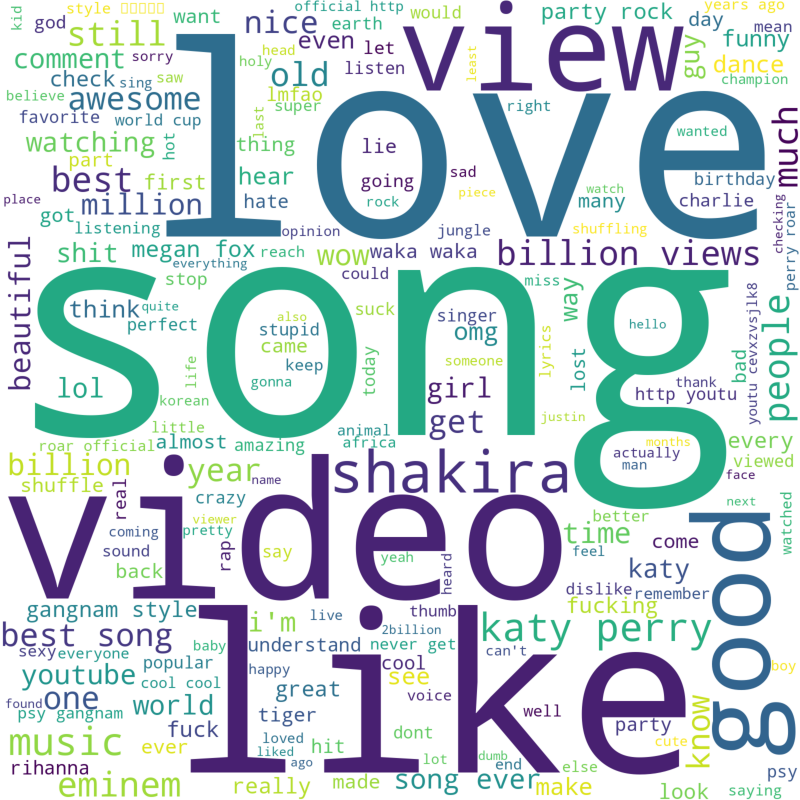 style
official http
years ago
kid
god
want
nice
earth
would
party rock
day
mean
still
view
comment
sorry
head
even
let
guy
funny
check
sing
saw
holy
old
listen
least
dance
believe
awesome
lmfao
super
right
champion
favorite
world cup
hot
love
last
thing
lie
wanted
much
watching
part
hear
going
sad
watch
birthday
best
first
piece
place
million
hate
rock
many
charlie
got
listening
opinion
jungle
shuffling
checking
shit
megan fox
reach
wow
waka waka
billion views
perry roar
beautiful
everything
stop
could
miss
way
song
think
quite
also
suck
singer
hello
people
youtu cevxzvsjlk8
perfect
stupid
omg
came
keep
someone
lyrics
lost
thank
bad
lol
life
korean
gonna
today
girl
http youtu
little
get
justin
roar official
almost
amazing
animal
africa
months
every
actually
man
viewed
billion
year
shakira
face
shuffle
real
crazy
name
better
next
watched
video
coming
viewer
pretty
time
sound
rap
say
yeah
heard
feel
come
good
back
dislike
katy
remember
gangnam style
i'm
live
thumb
fucking
best song
2billion
katy perry
understand
never get
sexy
everyone
baby
happy
cool
can't
see
boy
youtube
popular
cool cool
great
voice
like
found
one
world
tiger
well
party
know
psy gangnam
fuck
loved
dont
cute
music
ever
hit
liked
ago
lot
dumb
end
else
psy
rihanna
eminem
really
made
song ever
make
look
saying